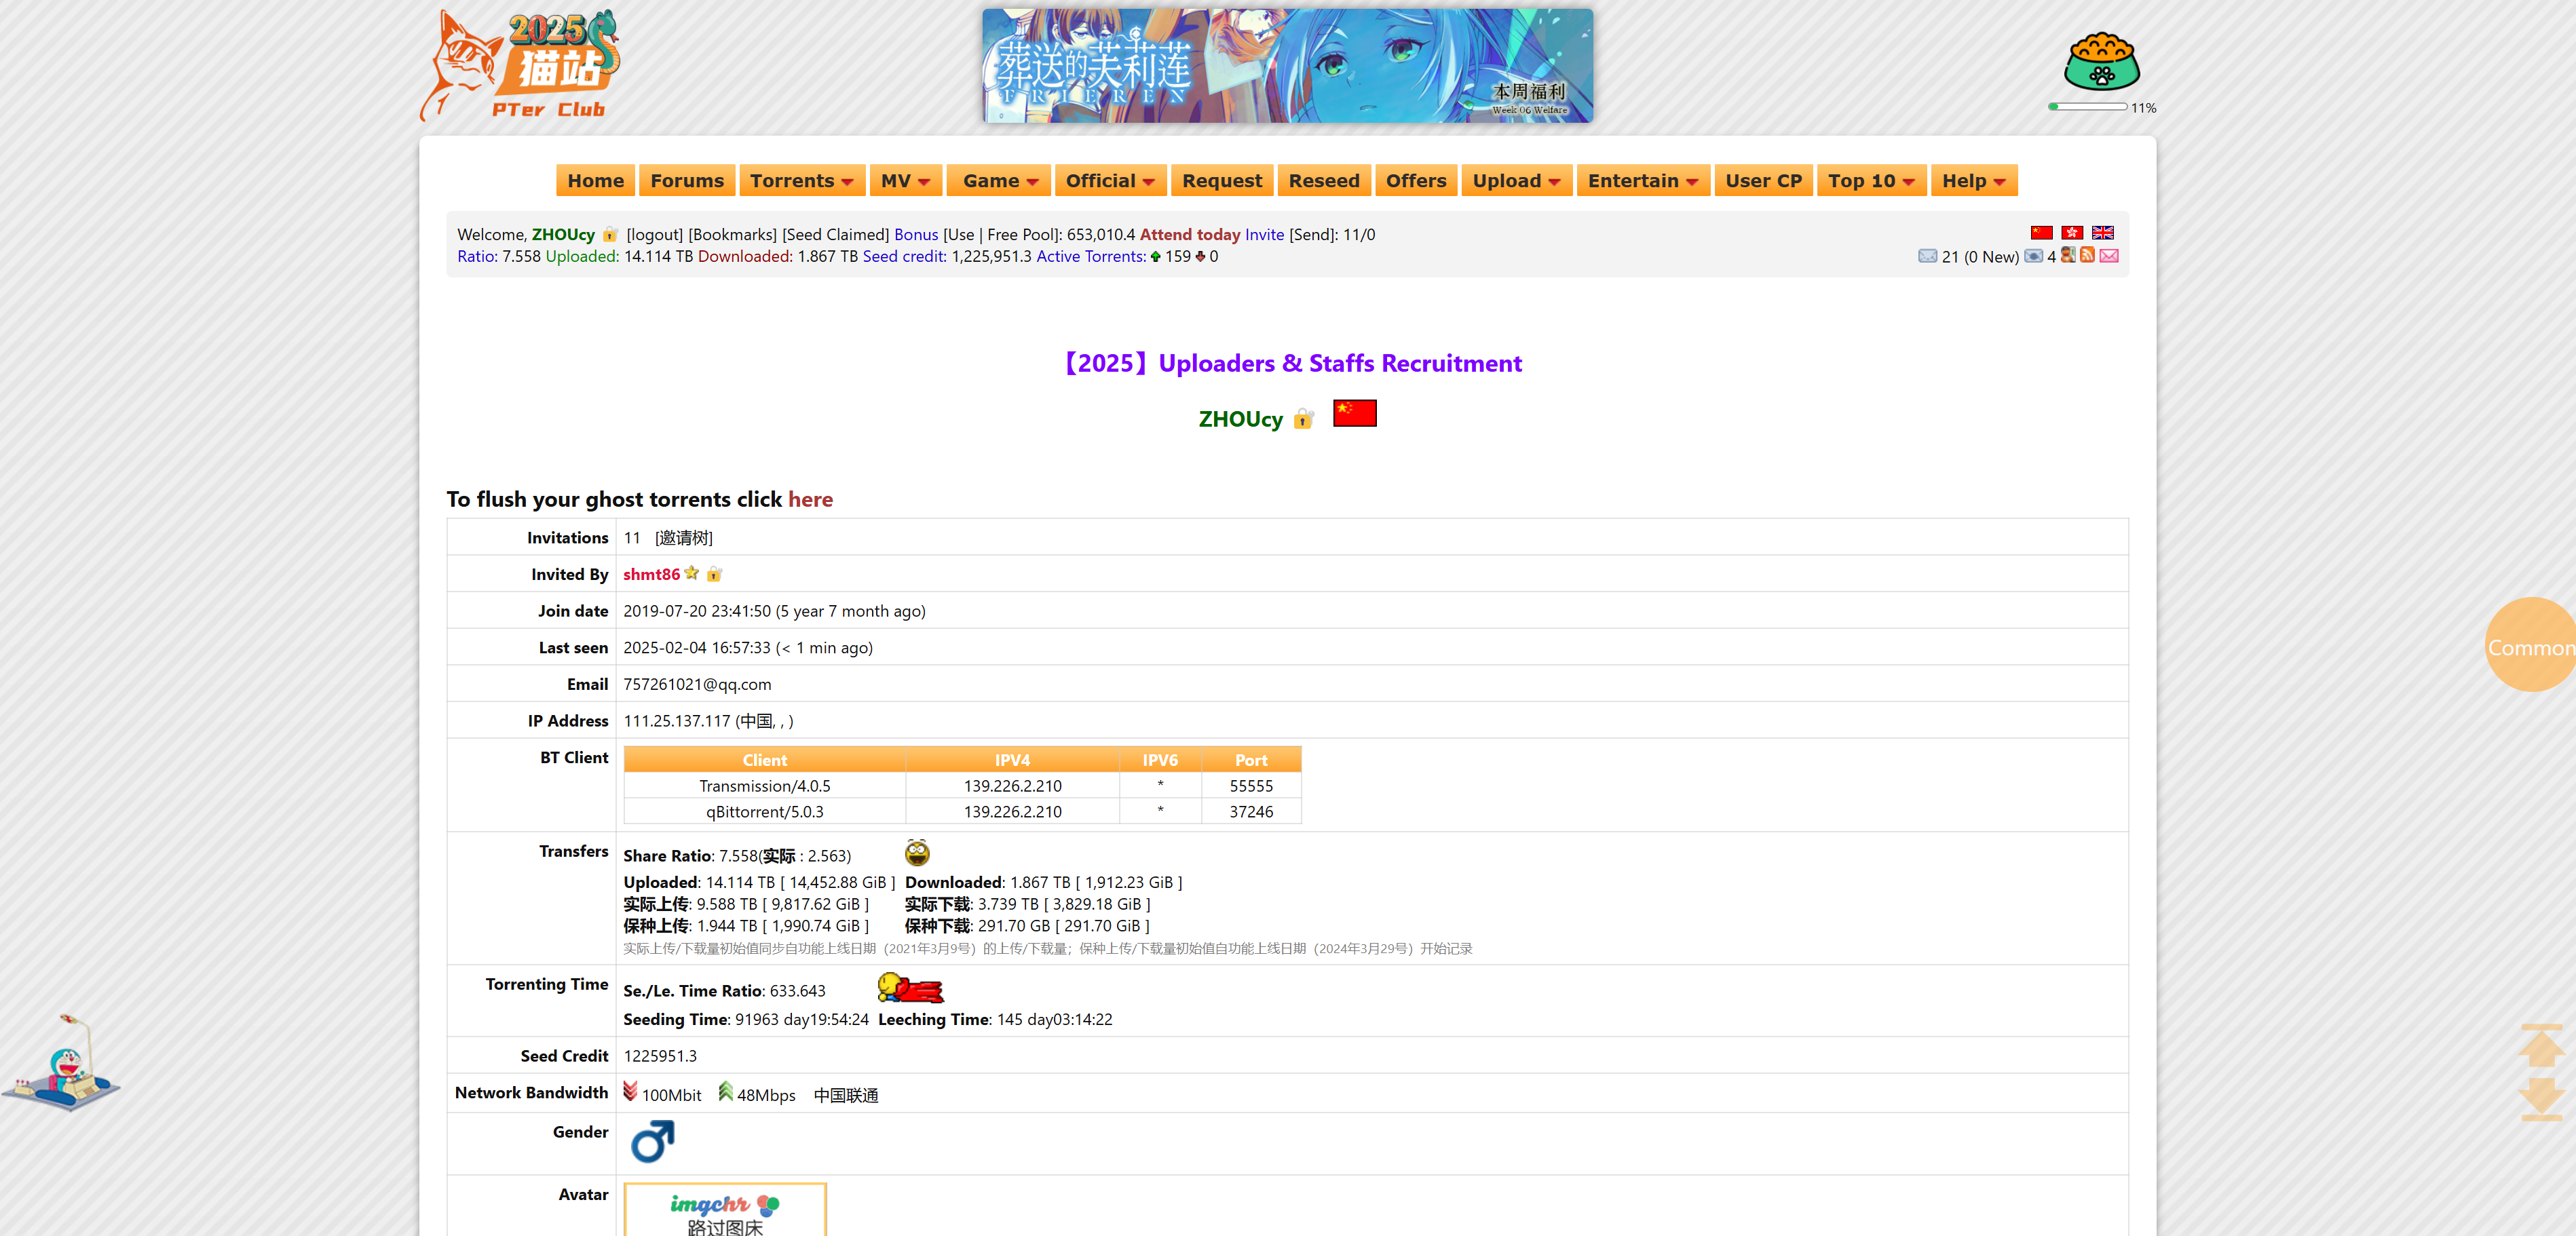 2025
猫站
PTer Club
葬送的芙莉莲
FRIEREN
本周福利
Week 06 Welfare
11%
Home Forums Torrents MV Game Official Request Reseed Offers Upload Entertain User CP Top 10 Help
Welcome, ZHOUcy [logout] [Bookmarks] [Seed Claimed] Bonus [Use | Free Pool]: 653,010.4 Attend today Invite [Send]: 11/0
Ratio: 7.558 Uploaded: 14.114 TB Downloaded: 1.867 TB Seed credit: 1,225,951.3 Active Torrents: 159 0
21 (0 New) 4
【2025】Uploaders & Staffs Recruitment
ZHOUcy
To flush your ghost torrents click here
Invitations 11 [邀请树]
Invited By shmt86
Join date 2019-07-20 23:41:50 (5 year 7 month ago)
Last seen 2025-02-04 16:57:33 (< 1 min ago)
Email 757261021@qq.com
IP Address 111.25.137.117 (中国, , )
BT Client
Client IPV4 IPV6 Port
Transmission/4.0.5 139.226.2.210 * 55555
qBittorrent/5.0.3 139.226.2.210 * 37246
Transfers
Share Ratio: 7.558(实际 : 2.563)
Uploaded: 14.114 TB [ 14,452.88 GiB ] Downloaded: 1.867 TB [ 1,912.23 GiB ]
实际上传: 9.588 TB [ 9,817.62 GiB ] 实际下载: 3.739 TB [ 3,829.18 GiB ]
保种上传: 1.944 TB [ 1,990.74 GiB ] 保种下载: 291.70 GB [ 291.70 GiB ]
实际上传/下载量初始值同步自功能上线日期（2021年3月9号）的上传/下载量；保种上传/下载量初始值自功能上线日期（2024年3月29号）开始记录
Torrenting Time
Se./Le. Time Ratio: 633.643
Seeding Time: 91963 day19:54:24 Leeching Time: 145 day03:14:22
Seed Credit 1225951.3
Network Bandwidth 100Mbit 48Mbps 中国联通
Gender
Avatar
imgchr
路过图床
Common